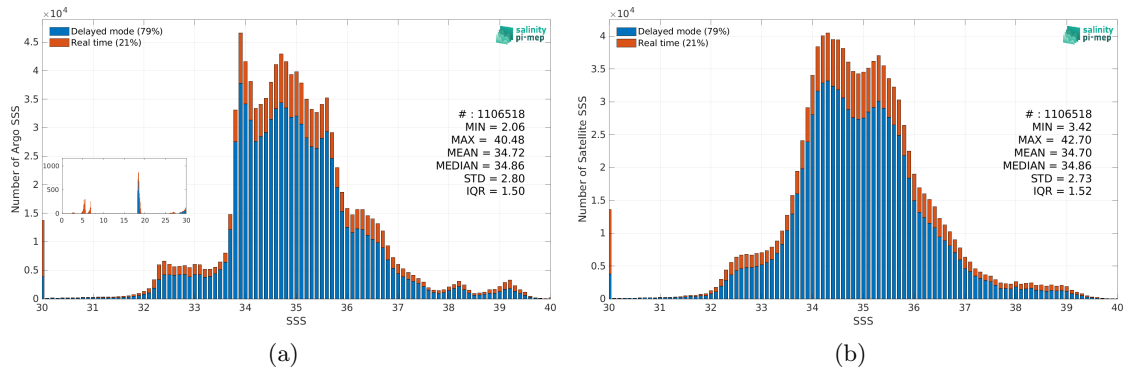 ×10^4
Delayed mode (79%)
Real time (21%)
salinity
pi-mep
# : 1106518
MIN = 2.06
MAX = 40.48
MEAN = 34.72
MEDIAN = 34.86
STD = 2.80
IQR = 1.50
Number of Argo SSS
4.5
4
3.5
3
2.5
2
1.5
1
0.5
0
1000
500
0
0 5 10 15 20 25 30
30 31 32 33 34 35 36 37 38 39 40
SSS
(a)
×10^4
Delayed mode (79%)
Real time (21%)
salinity
pi-mep
# : 1106518
MIN = 3.42
MAX = 42.70
MEAN = 34.70
MEDIAN = 34.86
STD = 2.73
IQR = 1.52
Number of Satellite SSS
4
3.5
3
2.5
2
1.5
1
0.5
0
30 31 32 33 34 35 36 37 38 39 40
SSS
(b)